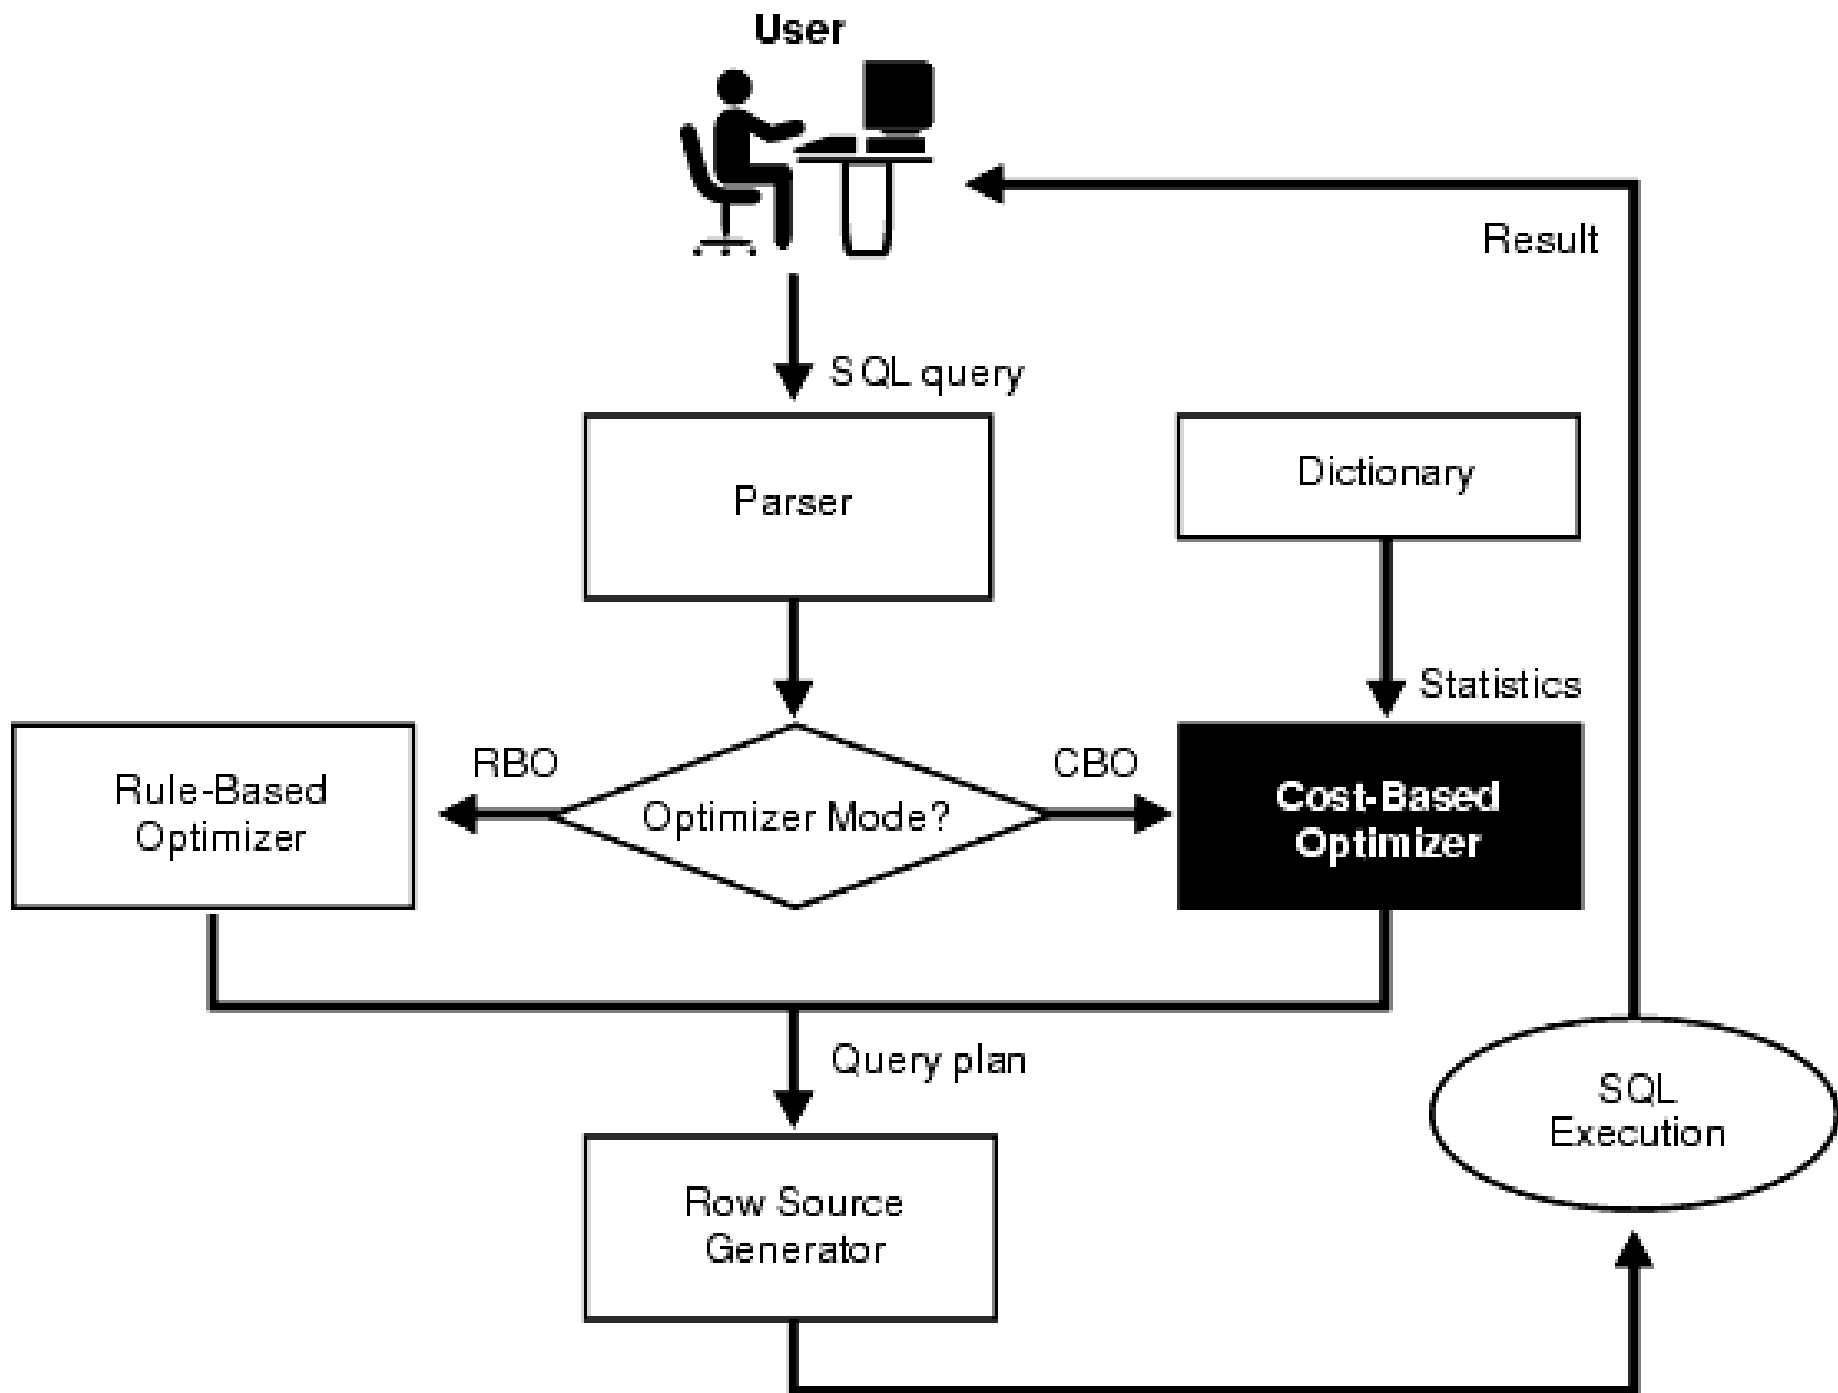 User
Result
SQL query
Parser
Dictionary
Statistics
Rule-Based
Optimizer
RBO
Optimizer Mode?
CBO
Cost-Based
Optimizer
Query plan
SQL
Execution
Row Source
Generator